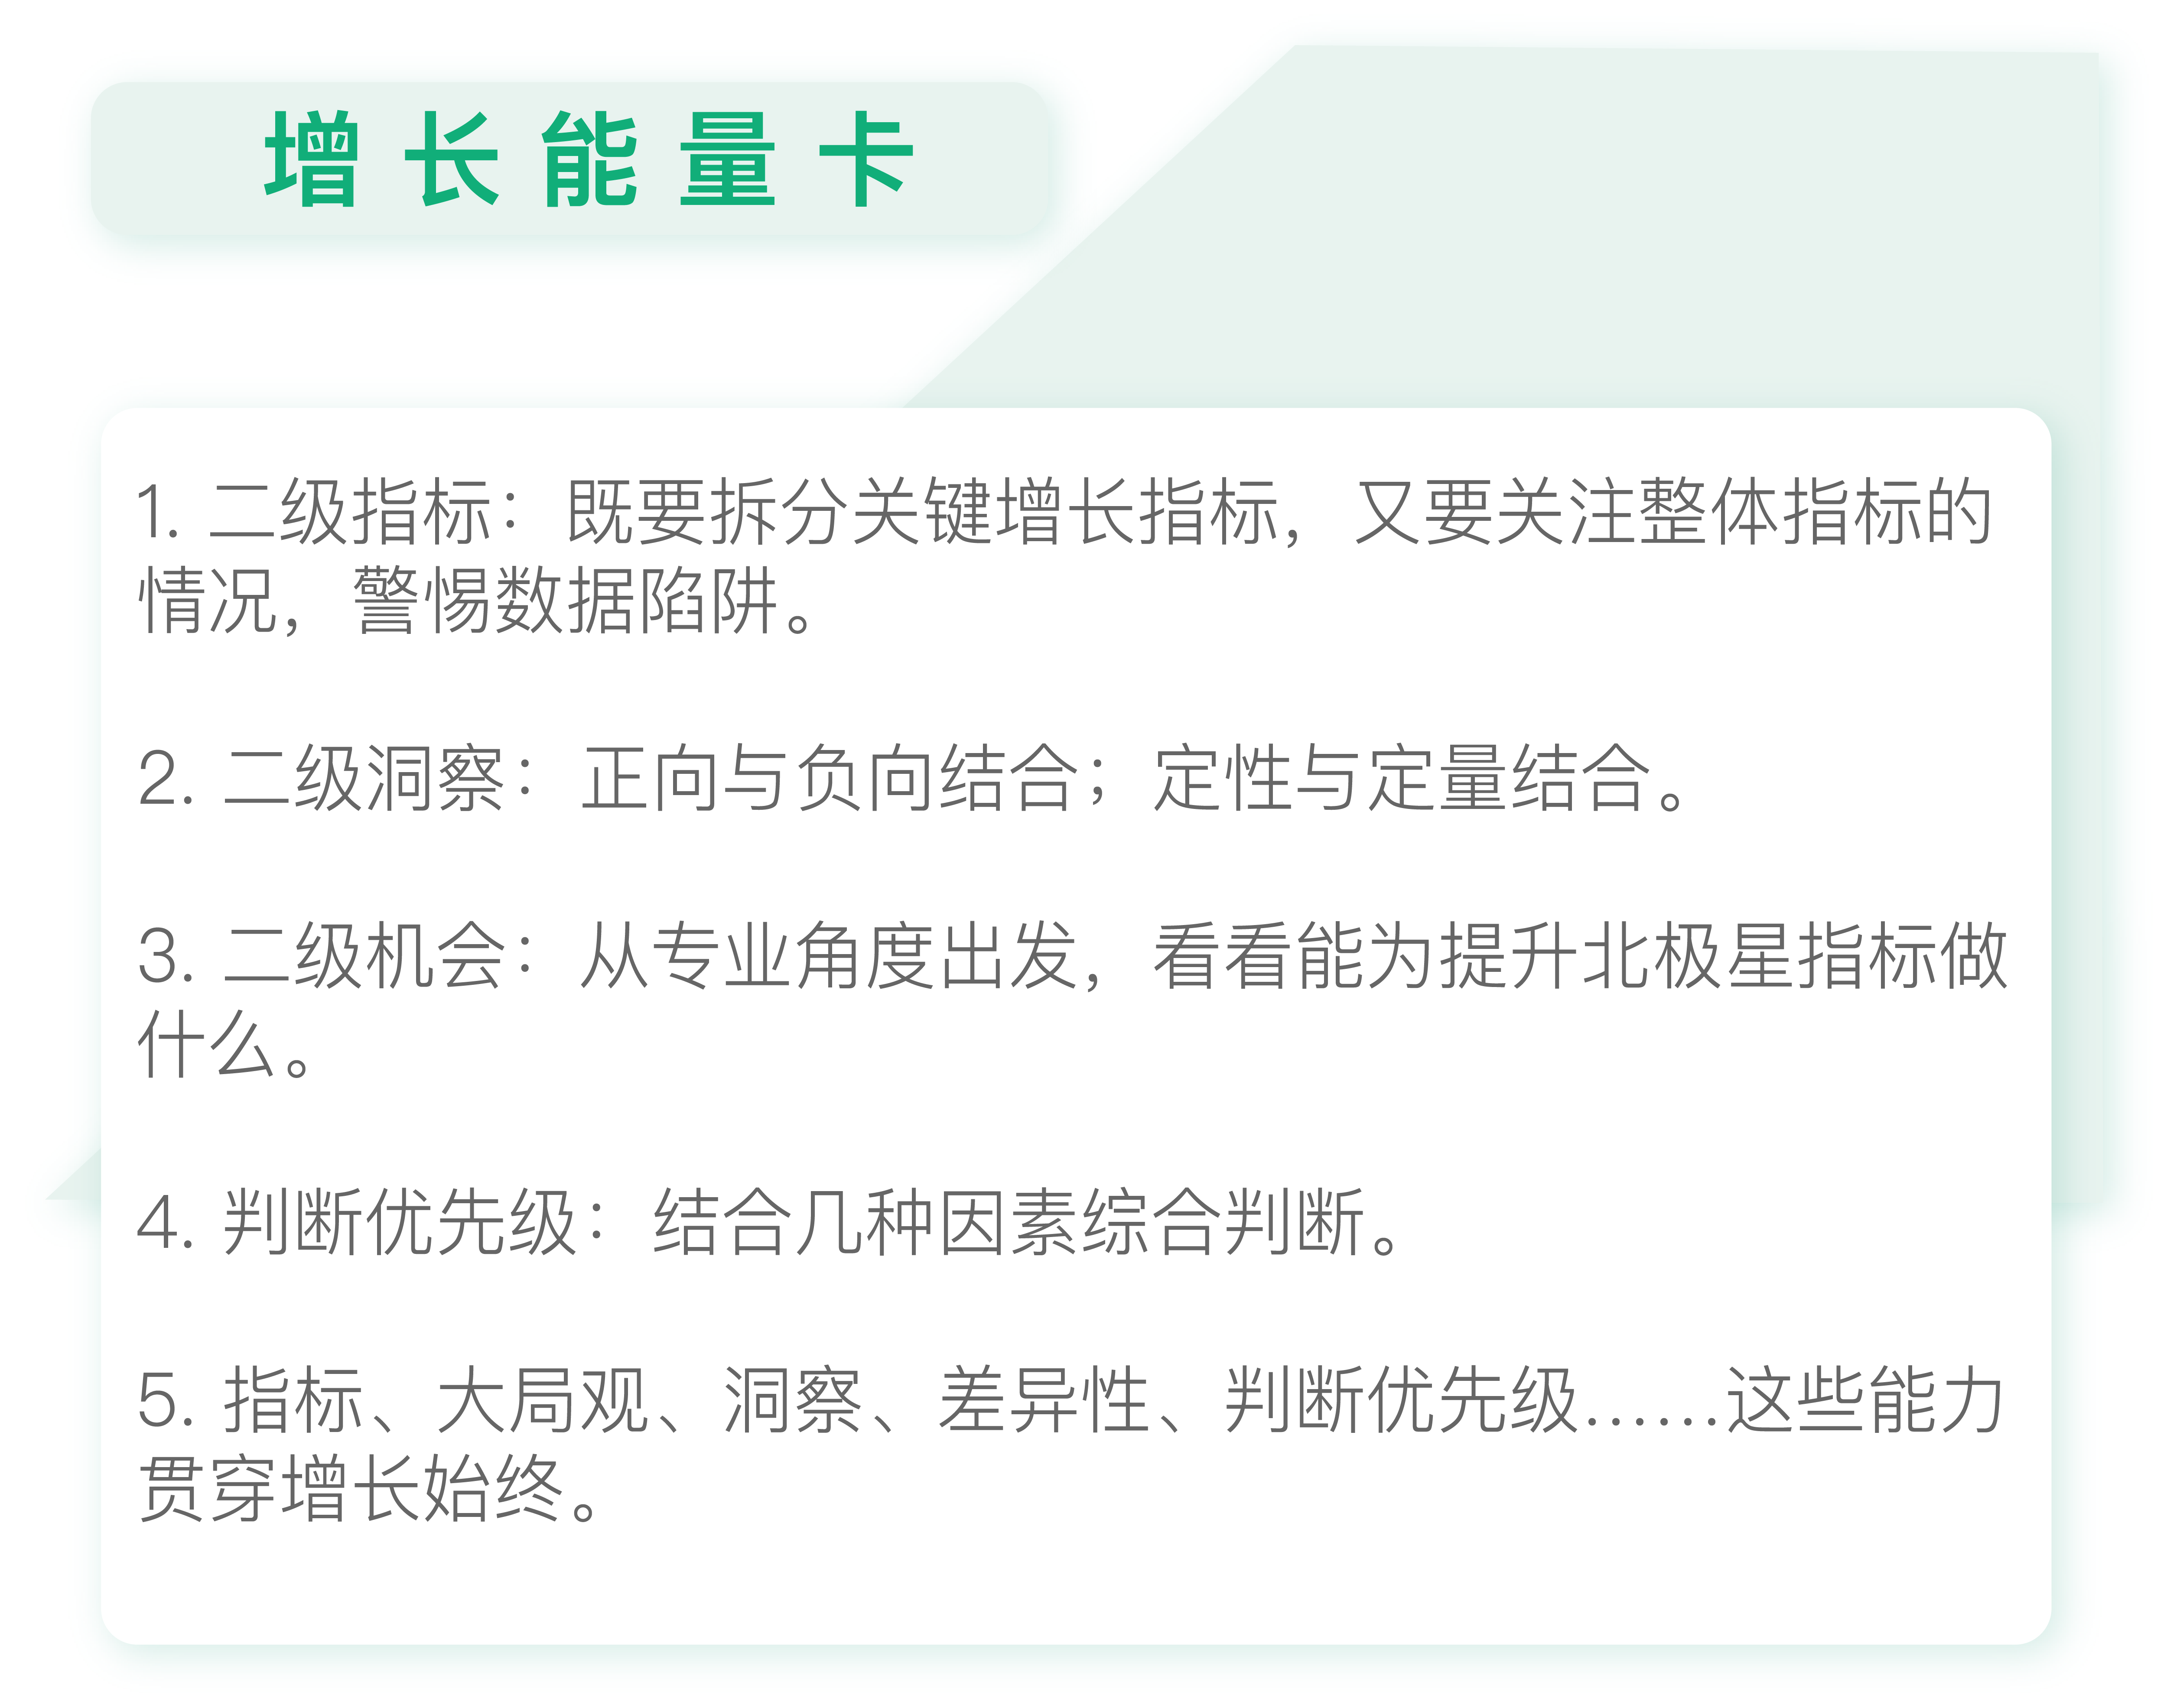 增长能量卡
1. 二级指标：既要拆分关键增长指标，又要关注整体指标的
情况，警惕数据陷阱。
2. 二级洞察：正向与负向结合；定性与定量结合。
3. 二级机会：从专业角度出发，看看能为提升北极星指标做
什么。
4. 判断优先级：结合几种因素综合判断。
5. 指标、大局观、洞察、差异性、判断优先级……这些能力
贯穿增长始终。